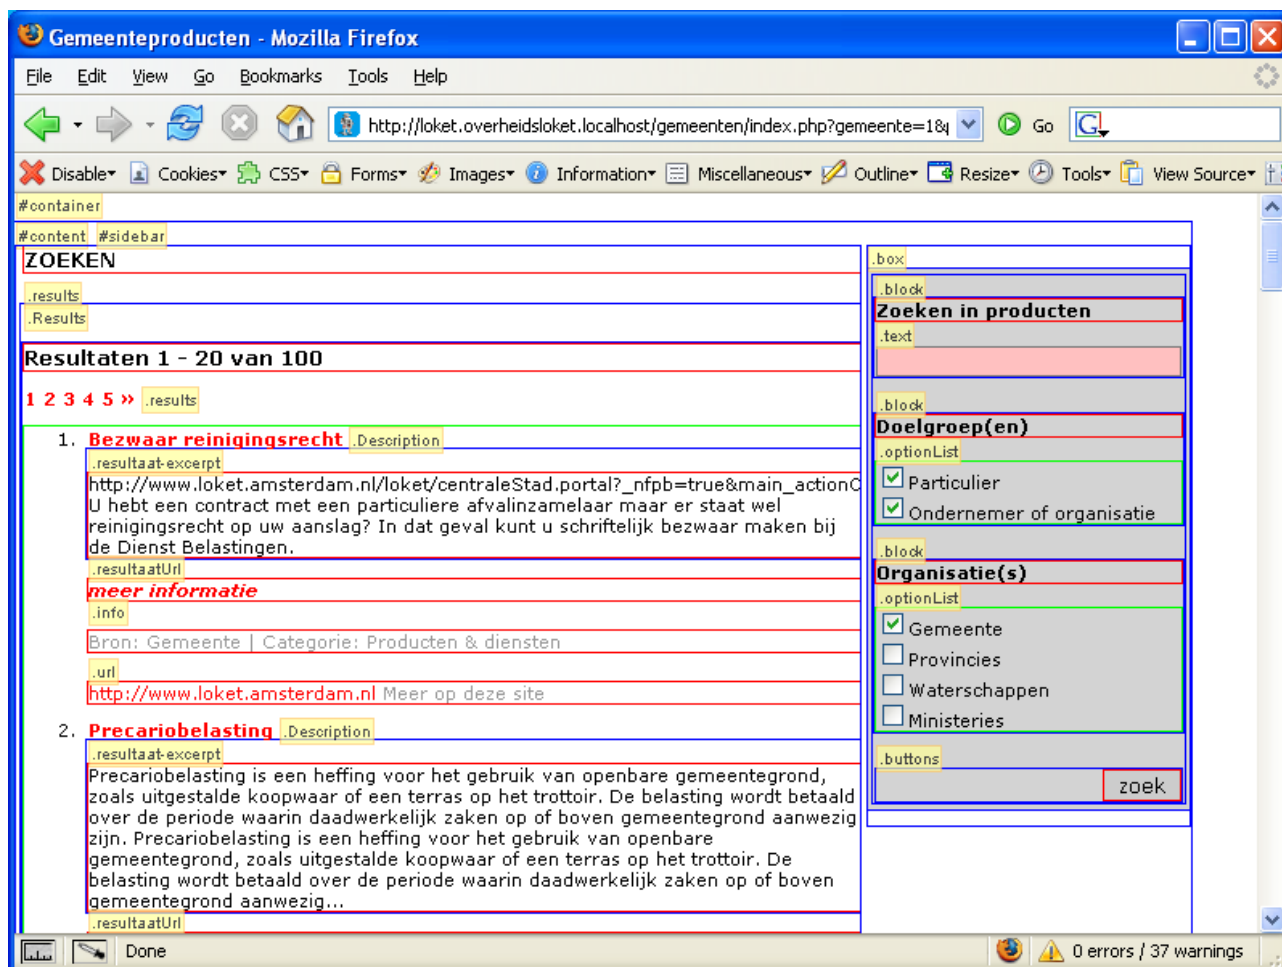 Gemeenteproducten - Mozilla Firefox
File Edit View Go Bookmarks Tools Help
http://loket.overheidsloket.localhost/gemeenten/index.php?gemeente=1& Go G
Disable Cookies CSS Forms Images Information Miscellaneous Outline Resize Tools View Source
#container
#content #sidebar
ZOEKEN
.results
.Results
Resultaten 1 - 20 van 100
1 2 3 4 5 » .results
1. Bezwaar reinigingsrecht .Description
.resultaat-excerpt
http://www.loket.amsterdam.nl/loket/centraleStad.portal?_nfpb=true&main_action
U hebt een contract met een particuliere afvalinzamelaar maar er staat wel
reinigingsrecht op uw aanslag? In dat geval kunt u schriftelijk bezwaar maken bij
de Dienst Belastingen.
.resultaatUrl
meer informatie
.info
Bron: Gemeente | Categorie: Producten & diensten
.url
http://www.loket.amsterdam.nl Meer op deze site
2. Precariobelasting .Description
.resultaat-excerpt
Precariobelasting is een heffing voor het gebruik van openbare gemeentegrond,
zoals uitgestalde koopwaar of een terras op het trottoir. De belasting wordt betaald
over de periode waarin daadwerkelijk zaken op of boven gemeentegrond aanwezig
zijn. Precariobelasting is een heffing voor het gebruik van openbare
gemeentegrond, zoals uitgestalde koopwaar of een terras op het trottoir. De
belasting wordt betaald over de periode waarin daadwerkelijk zaken op of boven
gemeentegrond aanwezig...
.resultaatUrl
.box
.block
Zoeken in producten
.text
.block
Doelgroep(en)
.optionList
Particulier
Ondernemer of organisatie
.block
Organisatie(s)
.optionList
Gemeente
Provincies
Waterschappen
Ministeries
.buttons
zoek
Done 0 errors / 37 warnings